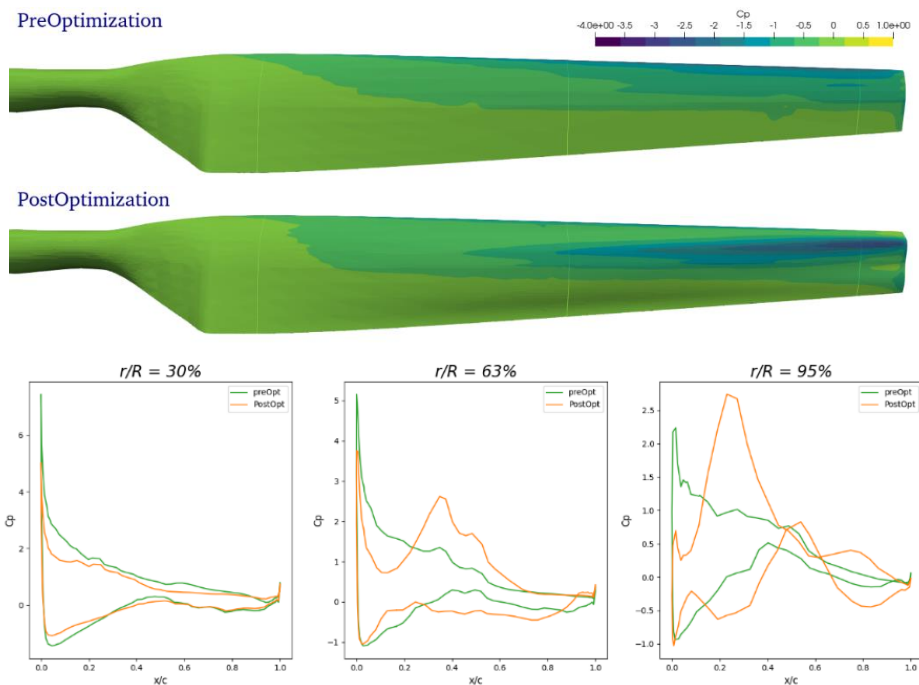 PreOptimization
Cp
-4.0e+00 -3.5 -3 -2.5 -2 -1.5 -1 -0.5 0 0.5 1.0e+00
PostOptimization
r/R = 30%
preOpt
PostOpt
Cp
6
4
2
0
0.0 0.2 0.4 0.6 0.8 1.0
x/c
r/R = 63%
preOpt
PostOpt
Cp
5
4
3
2
1
0
−1
0.0 0.2 0.4 0.6 0.8 1.0
x/c
r/R = 95%
preOpt
PostOpt
Cp
2.5
2.0
1.5
1.0
0.5
0.0
−0.5
−1.0
0.0 0.2 0.4 0.6 0.8 1.0
x/c